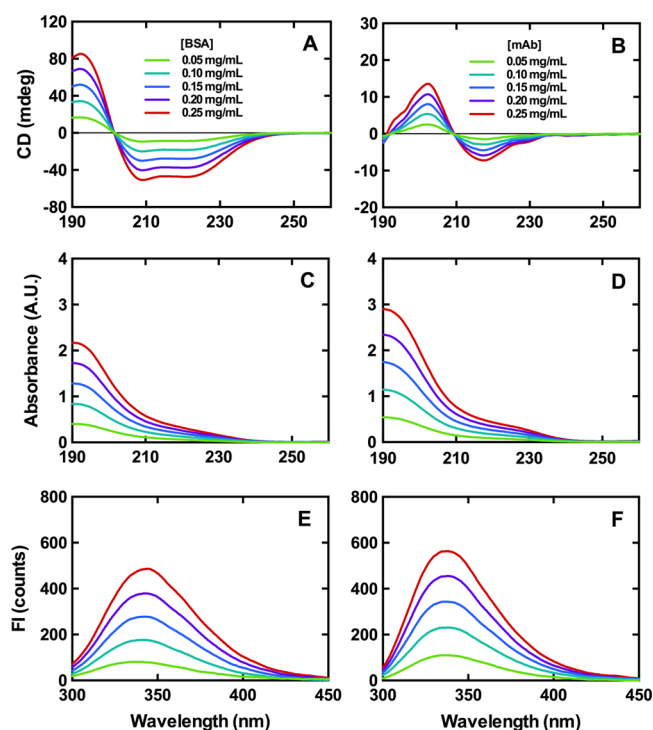 A
[BSA]
0.05 mg/mL
0.10 mg/mL
0.15 mg/mL
0.20 mg/mL
0.25 mg/mL
CD (mdeg)
120
80
40
0
-40
-80
190 210 230 250
B
[mAb]
0.05 mg/mL
0.10 mg/mL
0.15 mg/mL
0.20 mg/mL
0.25 mg/mL
30
20
10
0
-10
-20
190 210 230 250
C
Absorbance (A.U.)
4
3
2
1
0
190 210 230 250
D
4
3
2
1
0
190 210 230 250
E
FI (counts)
800
600
400
200
0
300 350 400 450
Wavelength (nm)
F
800
600
400
200
0
300 350 400 450
Wavelength (nm)